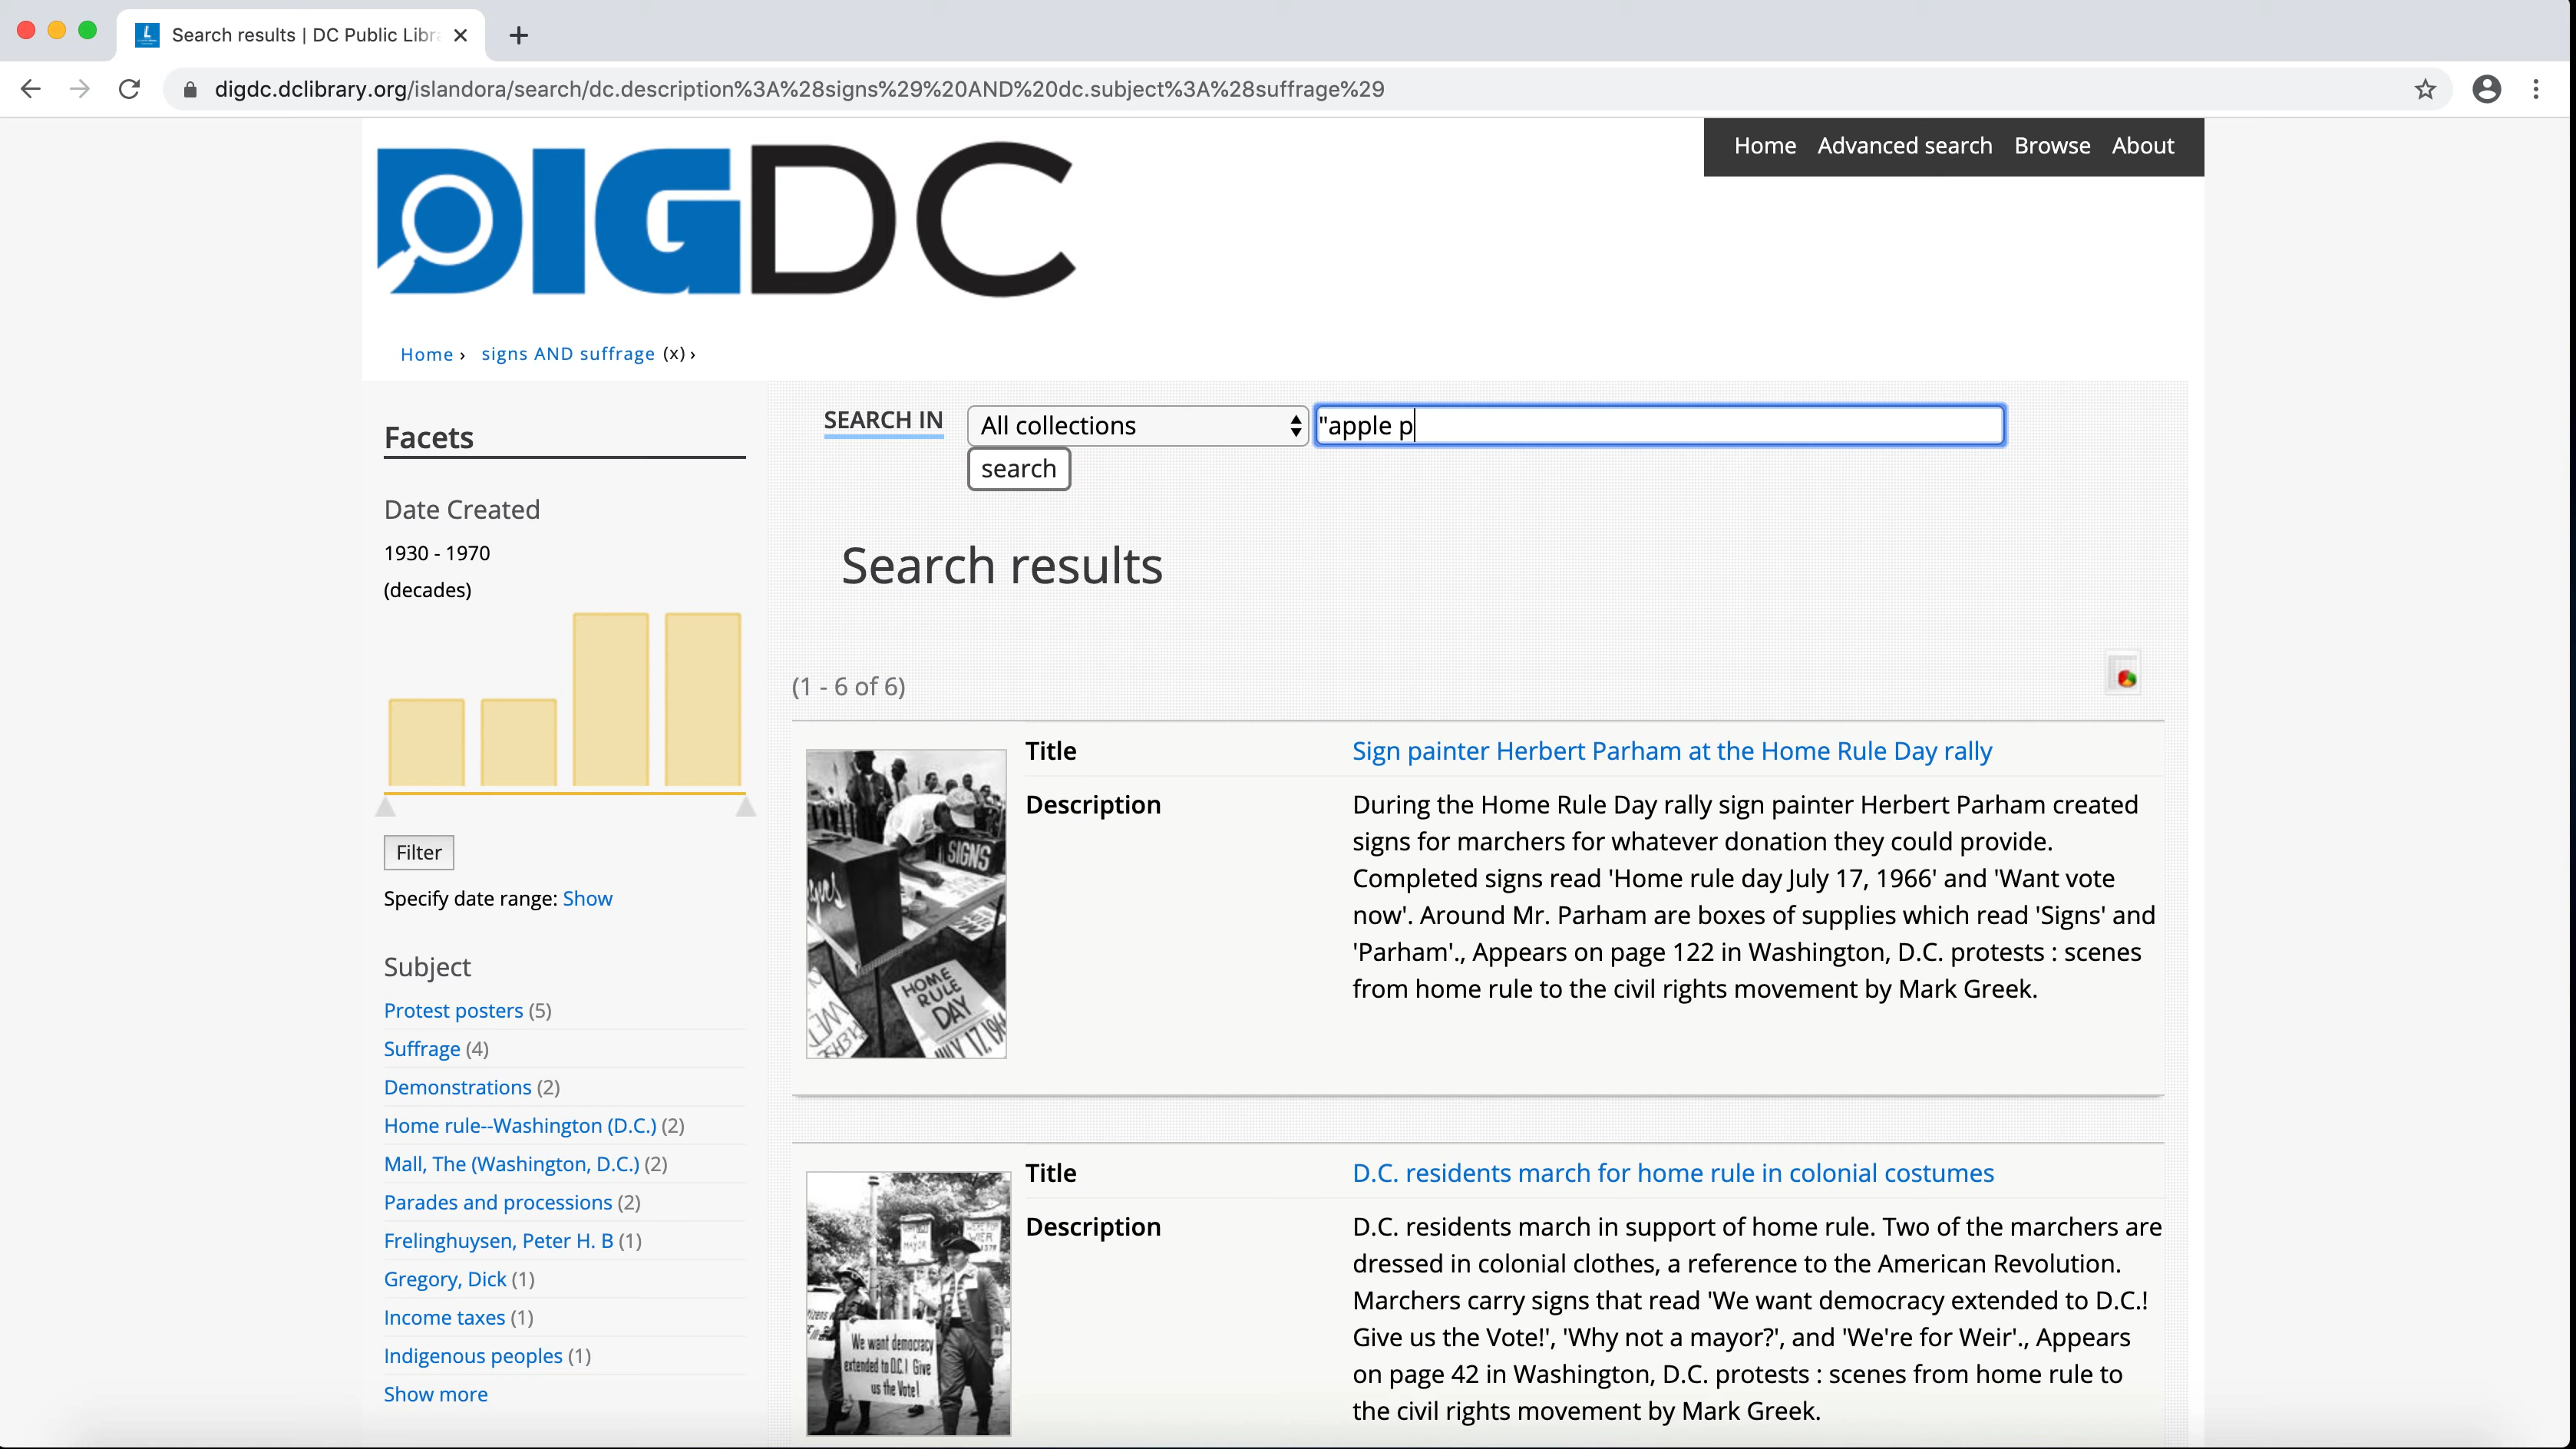 Search results | DC Public Libr
digdc.dclibrary.org/islandora/search/dc.description%3A%28signs%29%20AND%20dc.subject%3A%28suffrage%29
Home Advanced search Browse About
DIGDC
Home › signs AND suffrage (x) ›
SEARCH IN All collections "apple p
search
Facets
Date Created
1930 - 1970
(decades)
Filter
Specify date range: Show
Subject
Protest posters (5)
Suffrage (4)
Demonstrations (2)
Home rule--Washington (D.C.) (2)
Mall, The (Washington, D.C.) (2)
Parades and processions (2)
Frelinghuysen, Peter H. B (1)
Gregory, Dick (1)
Income taxes (1)
Indigenous peoples (1)
Show more
Search results
(1 - 6 of 6)
SIGNS
HOME
RULE
DAY
JULY 17, 196
Title Sign painter Herbert Parham at the Home Rule Day rally
Description During the Home Rule Day rally sign painter Herbert Parham created
signs for marchers for whatever donation they could provide.
Completed signs read 'Home rule day July 17, 1966' and 'Want vote
now'. Around Mr. Parham are boxes of supplies which read 'Signs' and
'Parham'., Appears on page 122 in Washington, D.C. protests : scenes
from home rule to the civil rights movement by Mark Greek.
We want democracy
extended to D.C.! Give
us the Vote!
Title D.C. residents march for home rule in colonial costumes
Description D.C. residents march in support of home rule. Two of the marchers are
dressed in colonial clothes, a reference to the American Revolution.
Marchers carry signs that read 'We want democracy extended to D.C.!
Give us the Vote!', 'Why not a mayor?', and 'We're for Weir'., Appears
on page 42 in Washington, D.C. protests : scenes from home rule to
the civil rights movement by Mark Greek.